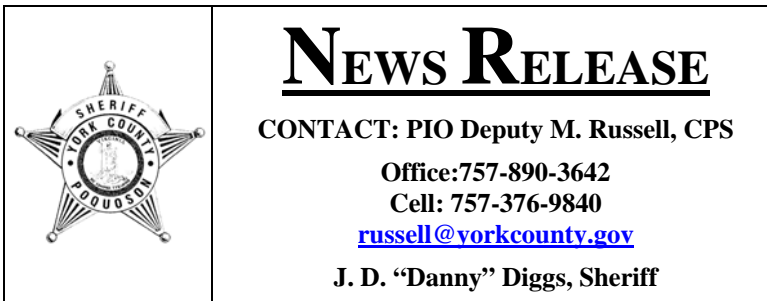 SHERIFF
YORK COUNTY
POQUOSON
NEWS RELEASE
CONTACT: PIO Deputy M. Russell, CPS
Office:757-890-3642
Cell: 757-376-9840
russell@yorkcounty.gov
J. D. “Danny” Diggs, Sheriff